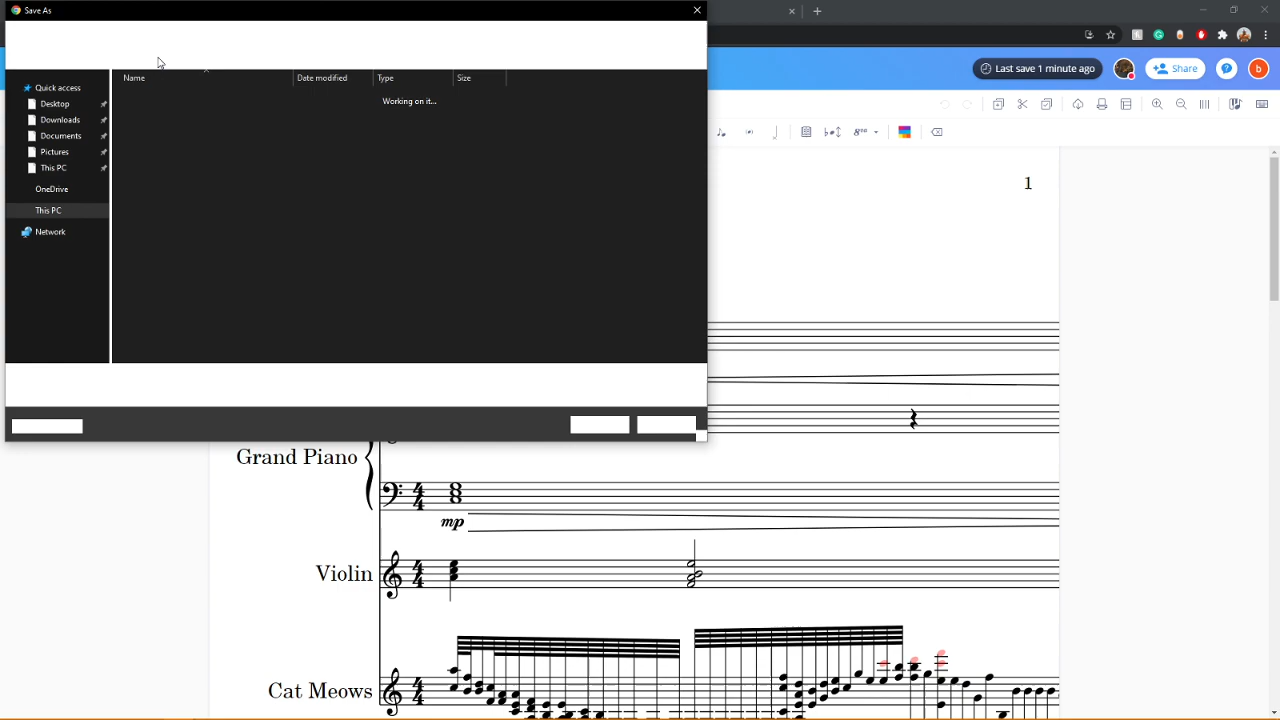 Save As
Name Date modified Type Size
Working on it...
Quick access
Desktop
Downloads
Documents
Pictures
This PC
OneDrive
This PC
Network
Last save 1 minute ago
Share
b
8va
1
Grand Piano
mp
Violin
Cat Meows